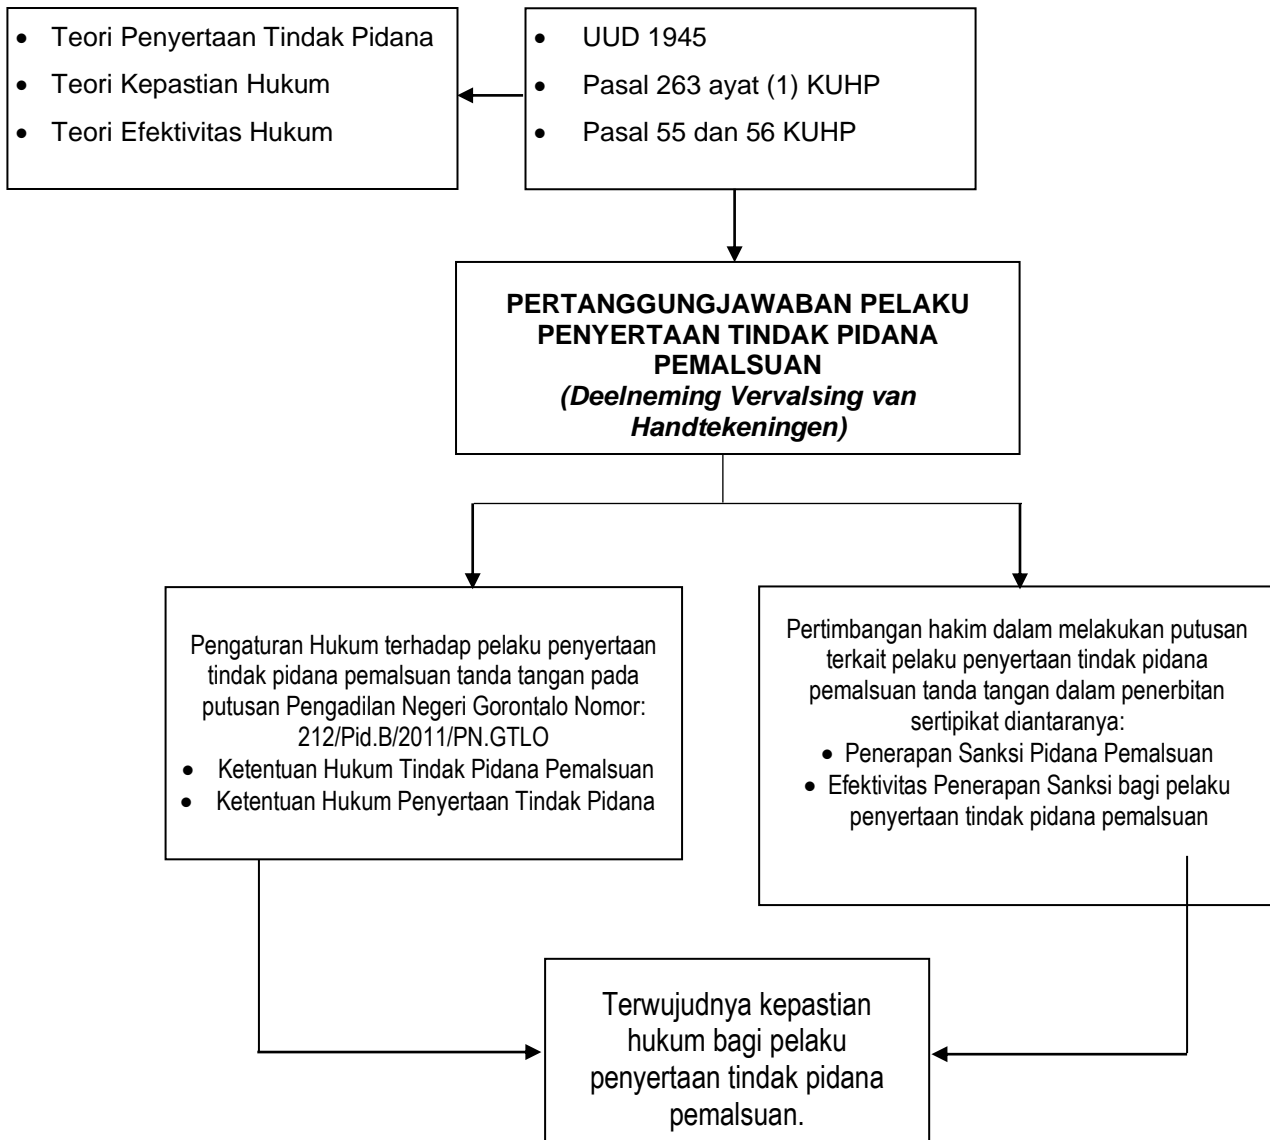 • Teori Penyertaan Tindak Pidana
• Teori Kepastian Hukum
• Teori Efektivitas Hukum
• UUD 1945
• Pasal 263 ayat (1) KUHP
• Pasal 55 dan 56 KUHP
PERTANGGUNGJAWABAN PELAKU
PENYERTAAN TINDAK PIDANA
PEMALSUAN
(Deelneming Vervalsing van
Handtekeningen)
Pengaturan Hukum terhadap pelaku penyertaan
tindak pidana pemalsuan tanda tangan pada
putusan Pengadilan Negeri Gorontalo Nomor:
212/Pid.B/2011/PN.GTLO
• Ketentuan Hukum Tindak Pidana Pemalsuan
• Ketentuan Hukum Penyertaan Tindak Pidana
Pertimbangan hakim dalam melakukan putusan
terkait pelaku penyertaan tindak pidana
pemalsuan tanda tangan dalam penerbitan
sertipikat diantaranya:
• Penerapan Sanksi Pidana Pemalsuan
• Efektivitas Penerapan Sanksi bagi pelaku
penyertaan tindak pidana pemalsuan
Terwujudnya kepastian
hukum bagi pelaku
penyertaan tindak pidana
pemalsuan.